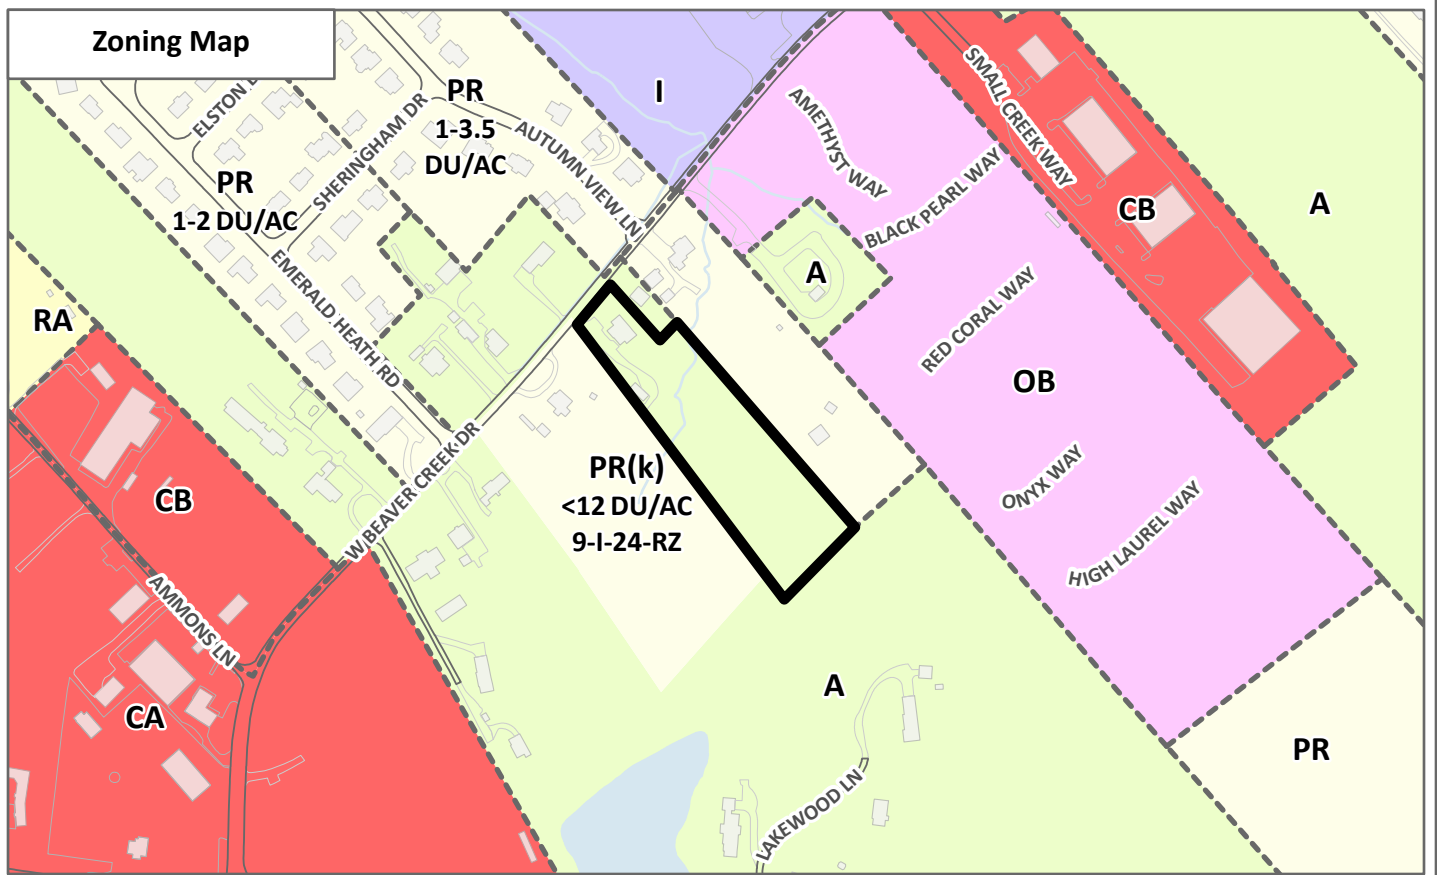 Zoning Map
ELSTON
SHERINGHAM DR
PR
1-3.5
DU/AC
AUTUMN VIEW LN
I
AMETHYST WAY
SMALL CREEK WAY
BLACK PEARL WAY
CB
A
PR
1-2 DU/AC
EMERALD HEATH RD
A
RED CORAL WAY
RA
OB
W BEAVER CREEK DR
PR(k)
<12 DU/AC
9-I-24-RZ
ONYX WAY
HIGH LAUREL WAY
CB
AMMONS LN
CA
A
LAKEWOOD LN
PR